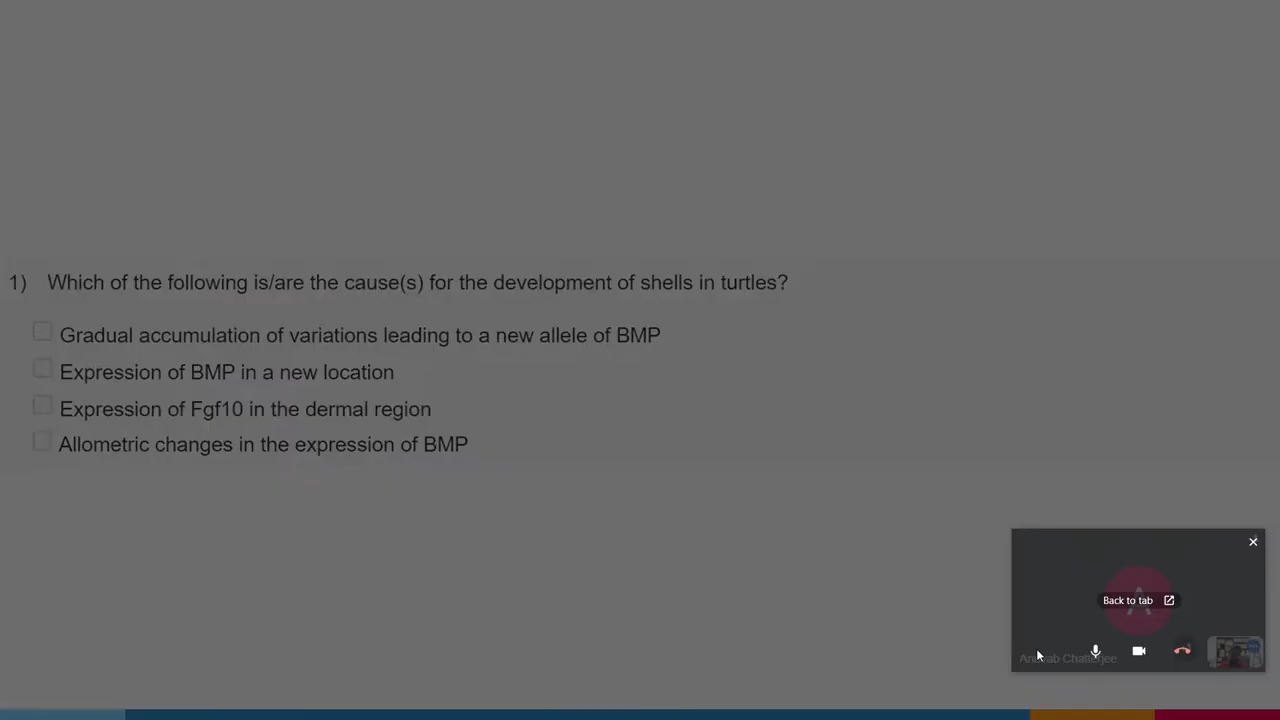 1) Which of the following is/are the cause(s) for the development of shells in turtles?
Gradual accumulation of variations leading to a new allele of BMP
Expression of BMP in a new location
Expression of Fgf10 in the dermal region
Allometric changes in the expression of BMP
Back to tab
Chatterjee